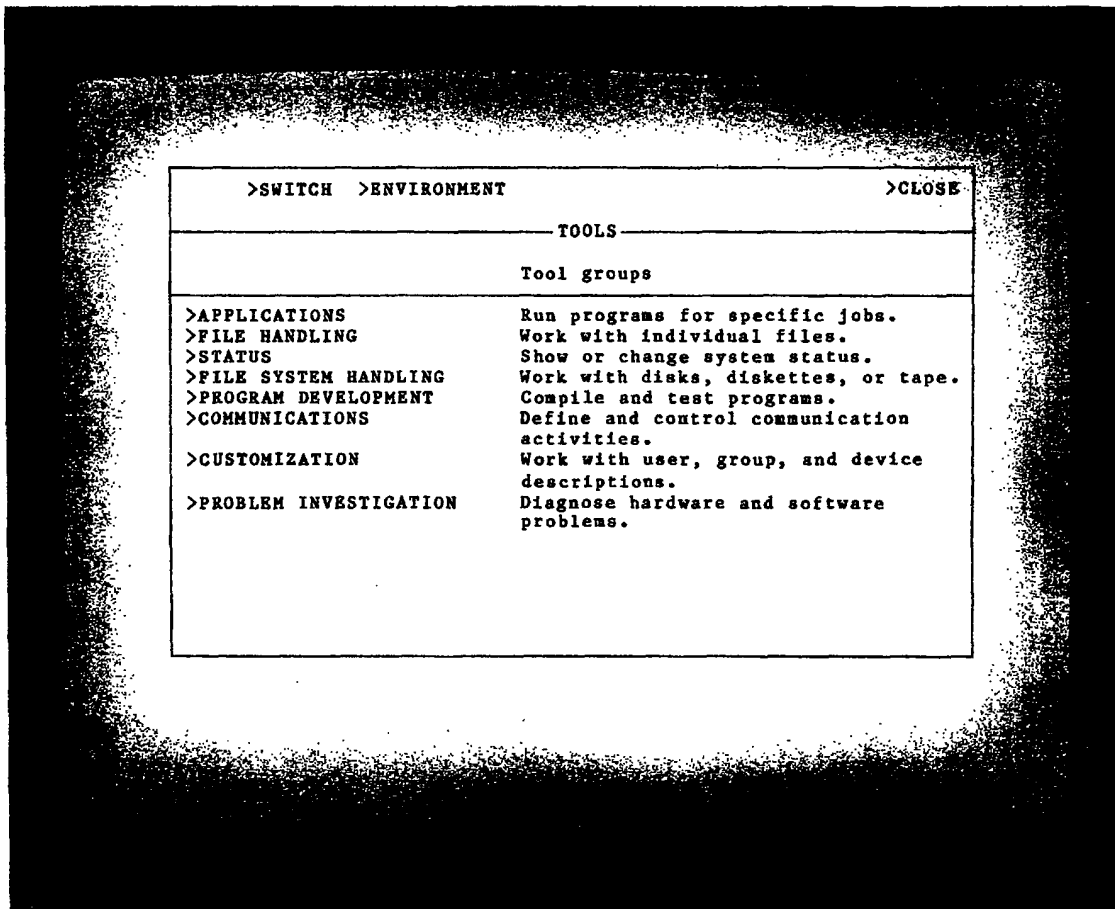 >SWITCH >ENVIRONMENT >CLOSE
TOOLS
Tool groups
>APPLICATIONS Run programs for specific jobs.
>FILE HANDLING Work with individual files.
>STATUS Show or change system status.
>FILE SYSTEM HANDLING Work with disks, diskettes, or tape.
>PROGRAM DEVELOPMENT Compile and test programs.
>COMMUNICATIONS Define and control communication
activities.
>CUSTOMIZATION Work with user, group, and device
descriptions.
>PROBLEM INVESTIGATION Diagnose hardware and software
problems.